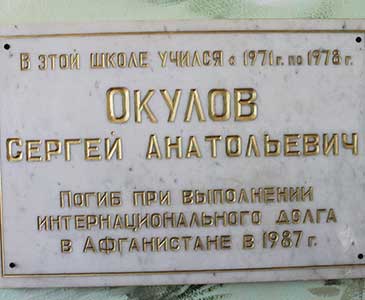 В этой школе учился с 1971 г. по 1978 г.
Окулов
Сергей Анатольевич
Погиб при выполнении
интернационального долга
в Афганистане в 1987 г.